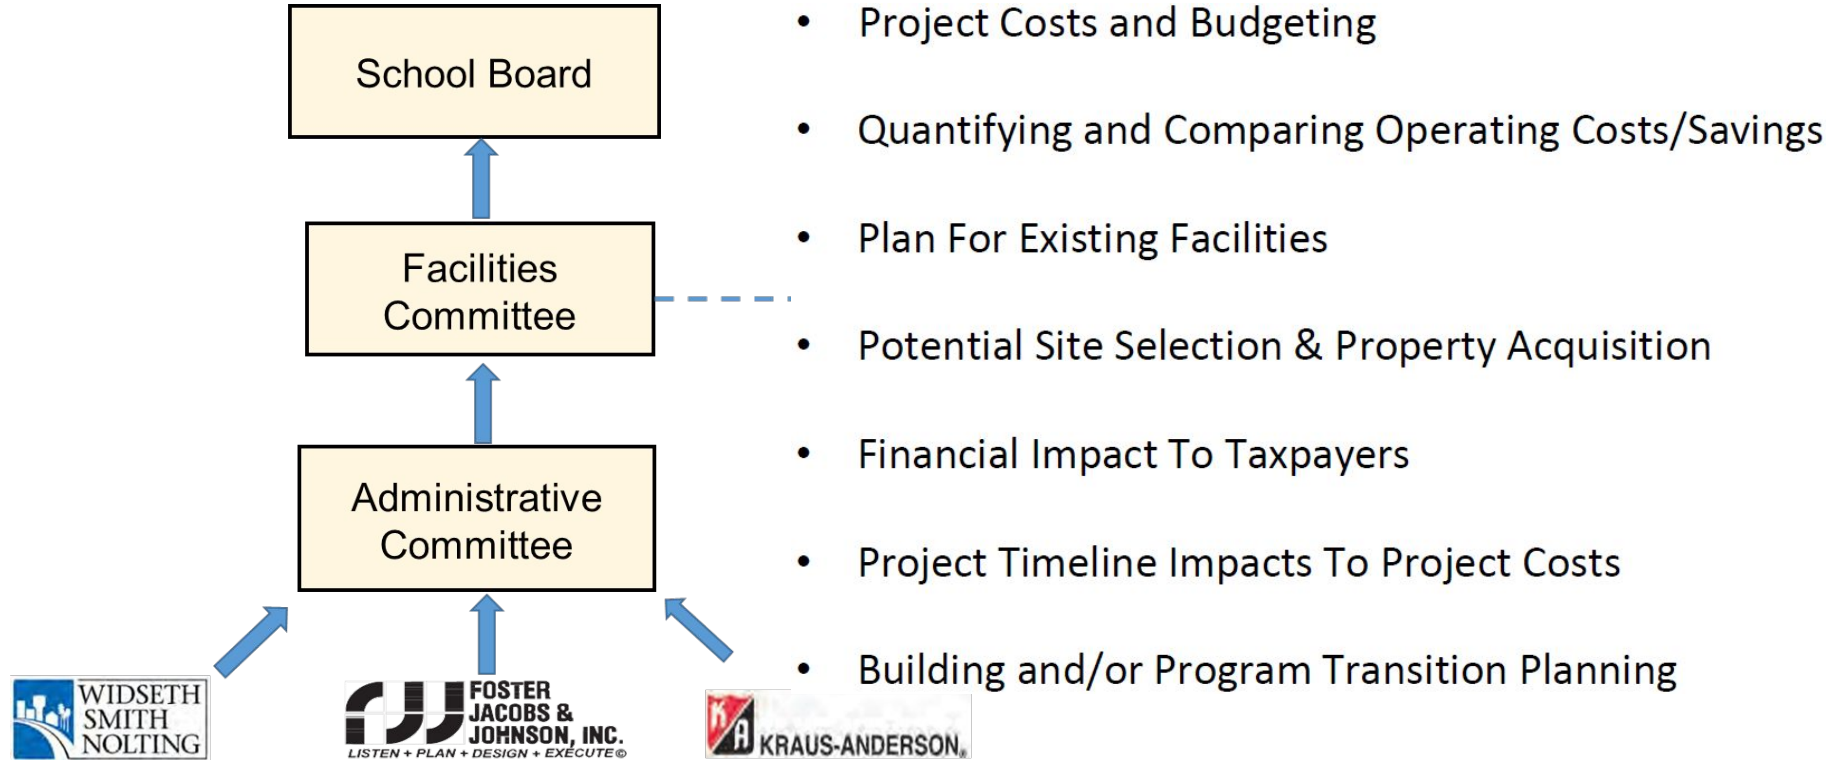 School Board
Facilities
Committee
Administrative
Committee
WIDSETH
SMITH
NOLTING
FOSTER
JACOBS &
JOHNSON, INC.
LISTEN + PLAN + DESIGN + EXECUTE©
KA
KRAUS-ANDERSON®
• Project Costs and Budgeting
• Quantifying and Comparing Operating Costs/Savings
• Plan For Existing Facilities
• Potential Site Selection & Property Acquisition
• Financial Impact To Taxpayers
• Project Timeline Impacts To Project Costs
• Building and/or Program Transition Planning